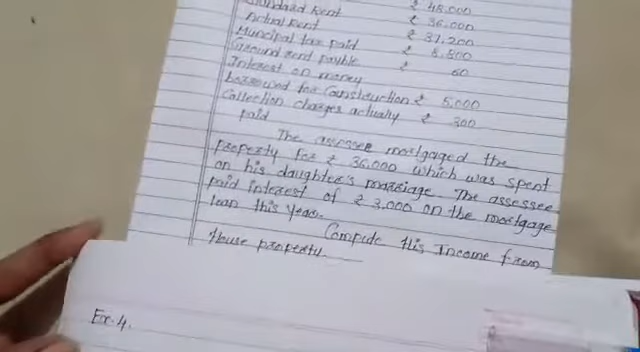 ₹ 48,000
Standard Rent ₹ 36,000
Actual Rent ₹ 31,200
Muncipal tax paid ₹ 8,800
Ground rent payble ₹ 60
Interest on money
borrowed for Construction ₹ 5,000
Collection charges actually ₹ 300
paid
The assessee mortgaged the
property for ₹ 36,000 which was spent
on his daughter's marriage. The assessee
paid interest of ₹ 3,000 on the mortgage
loan this year.
Compute His Income from
House property.
Ex. 4.